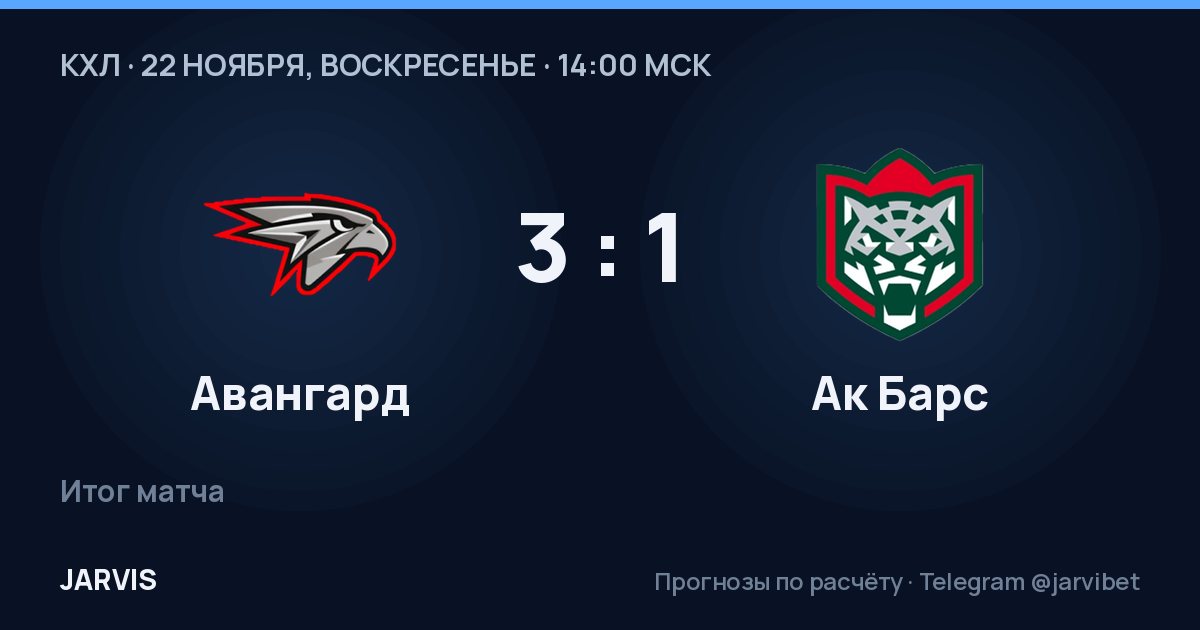 КХЛ · 22 НОЯБРЯ, ВОСКРЕСЕНЬЕ · 14:00 МСК
3 : 1
Авангард
Ак Барс
Итог матча
JARVIS
Прогнозы по расчёту · Telegram @jarvibet